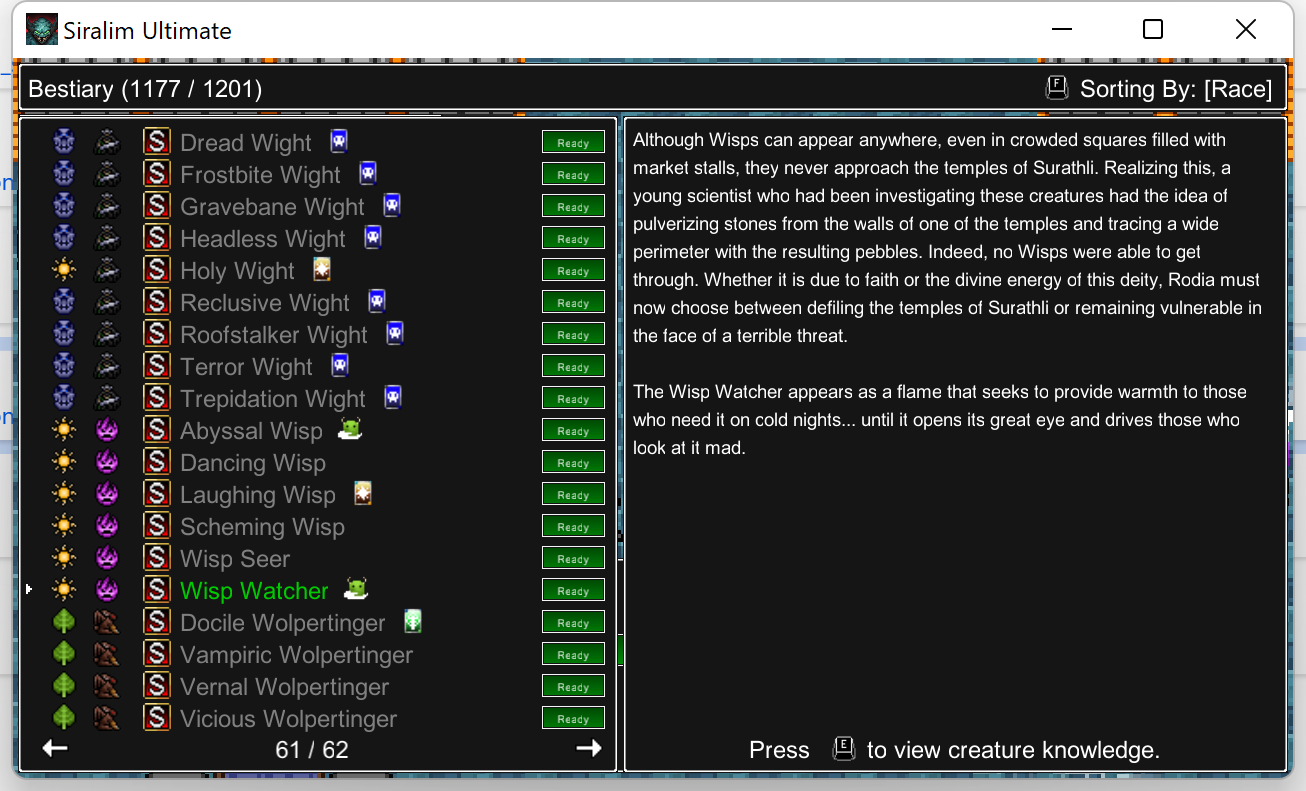 Siralim Ultimate
Bestiary (1177 / 1201)
F Sorting By: [Race]
S Dread Wight Ready
S Frostbite Wight Ready
S Gravebane Wight Ready
S Headless Wight Ready
S Holy Wight Ready
S Reclusive Wight Ready
S Roofstalker Wight Ready
S Terror Wight Ready
S Trepidation Wight Ready
S Abyssal Wisp Ready
S Dancing Wisp Ready
S Laughing Wisp Ready
S Scheming Wisp Ready
S Wisp Seer Ready
S Wisp Watcher Ready
S Docile Wolpertinger Ready
S Vampiric Wolpertinger Ready
S Vernal Wolpertinger Ready
S Vicious Wolpertinger Ready
61 / 62
Although Wisps can appear anywhere, even in crowded squares filled with
market stalls, they never approach the temples of Surathli. Realizing this, a
young scientist who had been investigating these creatures had the idea of
pulverizing stones from the walls of one of the temples and tracing a wide
perimeter with the resulting pebbles. Indeed, no Wisps were able to get
through. Whether it is due to faith or the divine energy of this deity, Rodia must
now choose between defiling the temples of Surathli or remaining vulnerable in
the face of a terrible threat.
The Wisp Watcher appears as a flame that seeks to provide warmth to those
who need it on cold nights... until it opens its great eye and drives those who
look at it mad.
Press E to view creature knowledge.